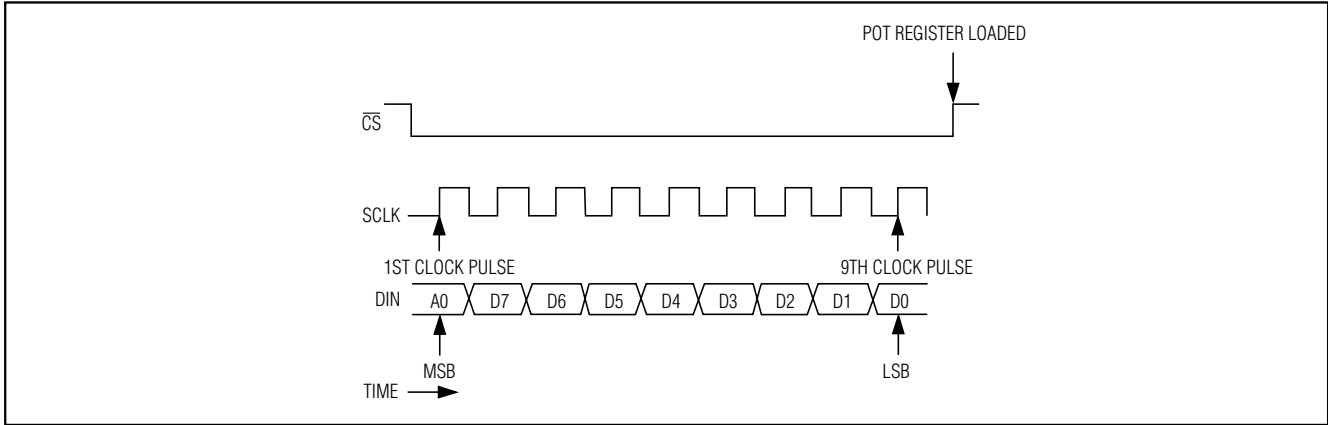 POT REGISTER LOADED
CS
SCLK
1ST CLOCK PULSE 9TH CLOCK PULSE
DIN A0 D7 D6 D5 D4 D3 D2 D1 D0
MSB LSB
TIME